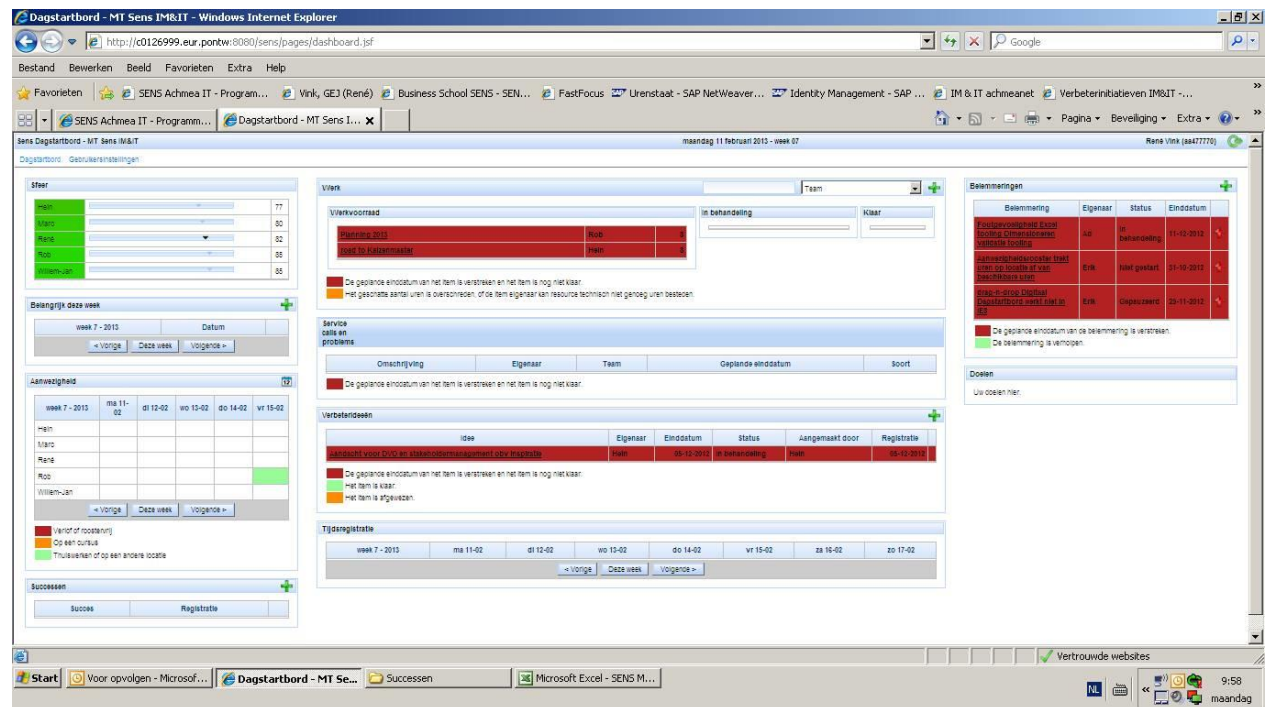 Dagstartbord - MT Sens IM&IT - Windows Internet Explorer
http://c0126999.eur.pontw:8080/sens/pages/dashboard.jsf
Google
Bestand Bewerken Beeld Favorieten Extra Help
Favorieten SENS Achmea IT - Program... Vink, GEJ (René) Business School SENS - SEN... FastFocus Urenstaat - SAP NetWeaver... Identity Management - SAP ... IM & IT achmeanet Verbeterinitiatieven IM&IT -...
SENS Achmea IT - Programm... Dagstartbord - MT Sens I... X Pagina Beveiliging Extra
Sens Dagstartbord - MT Sens IM&IT maandag 11 februari 2013 - week 07 René Vink (aa477770)
Dagstartbord Gebruikersinstellingen
Sfeer
Hein 77
Marc 80
René 82
Rob 88
Willem-Jan 85
Belangrijk deze week
week 7 - 2013 Datum
< Vorige Deze week Volgende >
Aanwezigheid 12
week 7 - 2013 ma 11-02 di 12-02 wo 13-02 do 14-02 vr 15-02
Hein
Marc
René
Rob
Willem-Jan
< Vorige Deze week Volgende >
Verlof of roostervrij
Op een cursus
Thuiswerken of op een andere locatie
Successen
Succes Registratie
Werk Team
Werkvoorraad In behandeling Klaar
Planning 2013 Rob
road to Kaizenmaster Hein
De geplande einddatum van het item is verstreken en het item is nog niet klaar.
Het geschatte aantal uren is overschreden, of de item eigenaar kan resource technisch niet genoeg uren besteden.
Service
calls en
problems
Omschrijving Eigenaar Team Geplande einddatum Soort
De geplande einddatum van het item is verstreken en het item is nog niet klaar.
Verbeterideeën
Idee Eigenaar Einddatum Status Aangemaakt door Registratie
Aandacht voor DVO en stakeholdermanagement obv inspiratie Hein 05-12-2012 In behandeling Hein 05-12-2012
De geplande einddatum van het item is verstreken en het item is nog niet klaar.
Het item is klaar.
Het item is afgewezen.
Tijdsregistratie
week 7 - 2013 ma 11-02 di 12-02 wo 13-02 do 14-02 vr 15-02 za 16-02 zo 17-02
< Vorige Deze week Volgende >
Belemmeringen
Belemmering Eigenaar Status Einddatum
Foutgevoeligheid Excel
tooling Dimensioneren
validatie tooling
Ad In behandeling 11-12-2012
Aanwezigheidsrooster trekt
uren op locatie af van
beschikbare uren
Erik Niet gestart 31-10-2012
drag-n-drop Digitaal
Dagstartbord werkt niet in
IE8
Erik Gepauzeerd 23-11-2012
De geplande einddatum van de belemmering is verstreken.
De belemmering is verholpen.
Doelen
Uw doelen hier.
Vertrouwde websites
Start Voor opvolgen - Microsof... Dagstartbord - MT Se... Successen Microsoft Excel - SENS M... NL 9:58
maandag